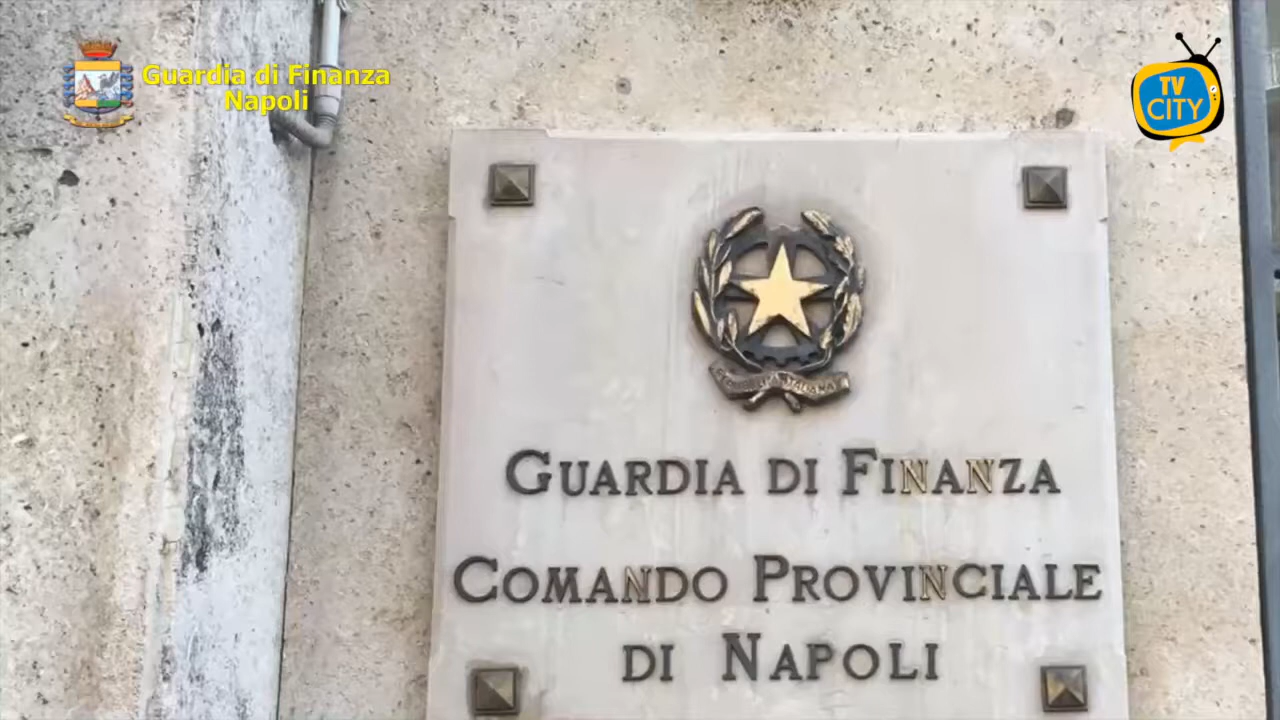 Guardia di Finanza
Napoli
TV
CITY
GUARDIA DI FINANZA
COMANDO PROVINCIALE
DI NAPOLI